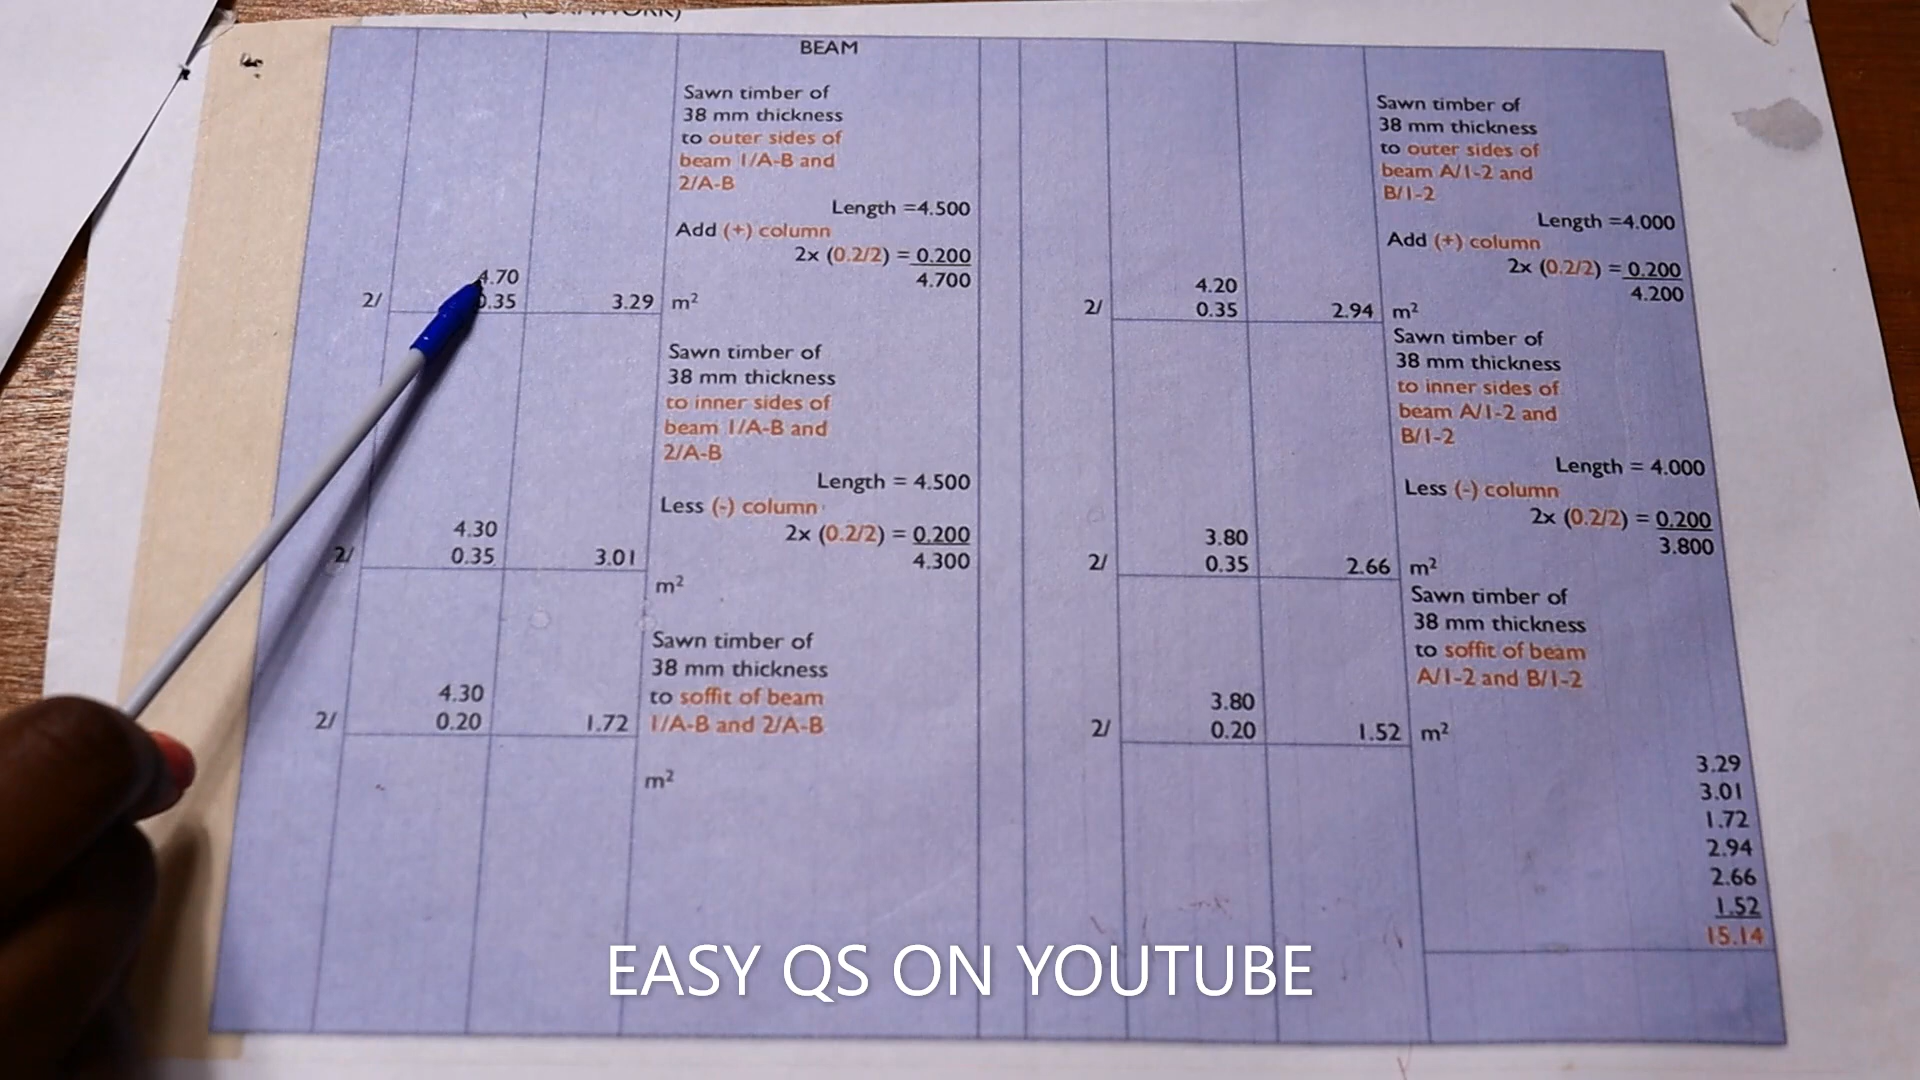 BEAM
Sawn timber of
38 mm thickness
to outer sides of
beam 1/A-B and
2/A-B
Length =4.500
Add (+) column
2x (0.2/2) = 0.200
4.700
4.70
2/ 0.35 3.29 m²
Sawn timber of
38 mm thickness
to inner sides of
beam 1/A-B and
2/A-B
Length = 4.500
Less (-) column
2x (0.2/2) = 0.200
4.300
4.30
2/ 0.35 3.01
m²
Sawn timber of
38 mm thickness
to soffit of beam
1/A-B and 2/A-B
4.30
2/ 0.20 1.72
m²
Sawn timber of
38 mm thickness
to outer sides of
beam A/1-2 and
B/1-2
Length =4.000
Add (+) column
2x (0.2/2) = 0.200
4.200
4.20
2/ 0.35 2.94 m²
Sawn timber of
38 mm thickness
to inner sides of
beam A/1-2 and
B/1-2
Length = 4.000
Less (-) column
2x (0.2/2) = 0.200
3.800
3.80
2/ 0.35 2.66 m²
Sawn timber of
38 mm thickness
to soffit of beam
A/1-2 and B/1-2
3.80
2/ 0.20 1.52 m²
3.29
3.01
1.72
2.94
2.66
1.52
15.14
EASY QS ON YOUTUBE